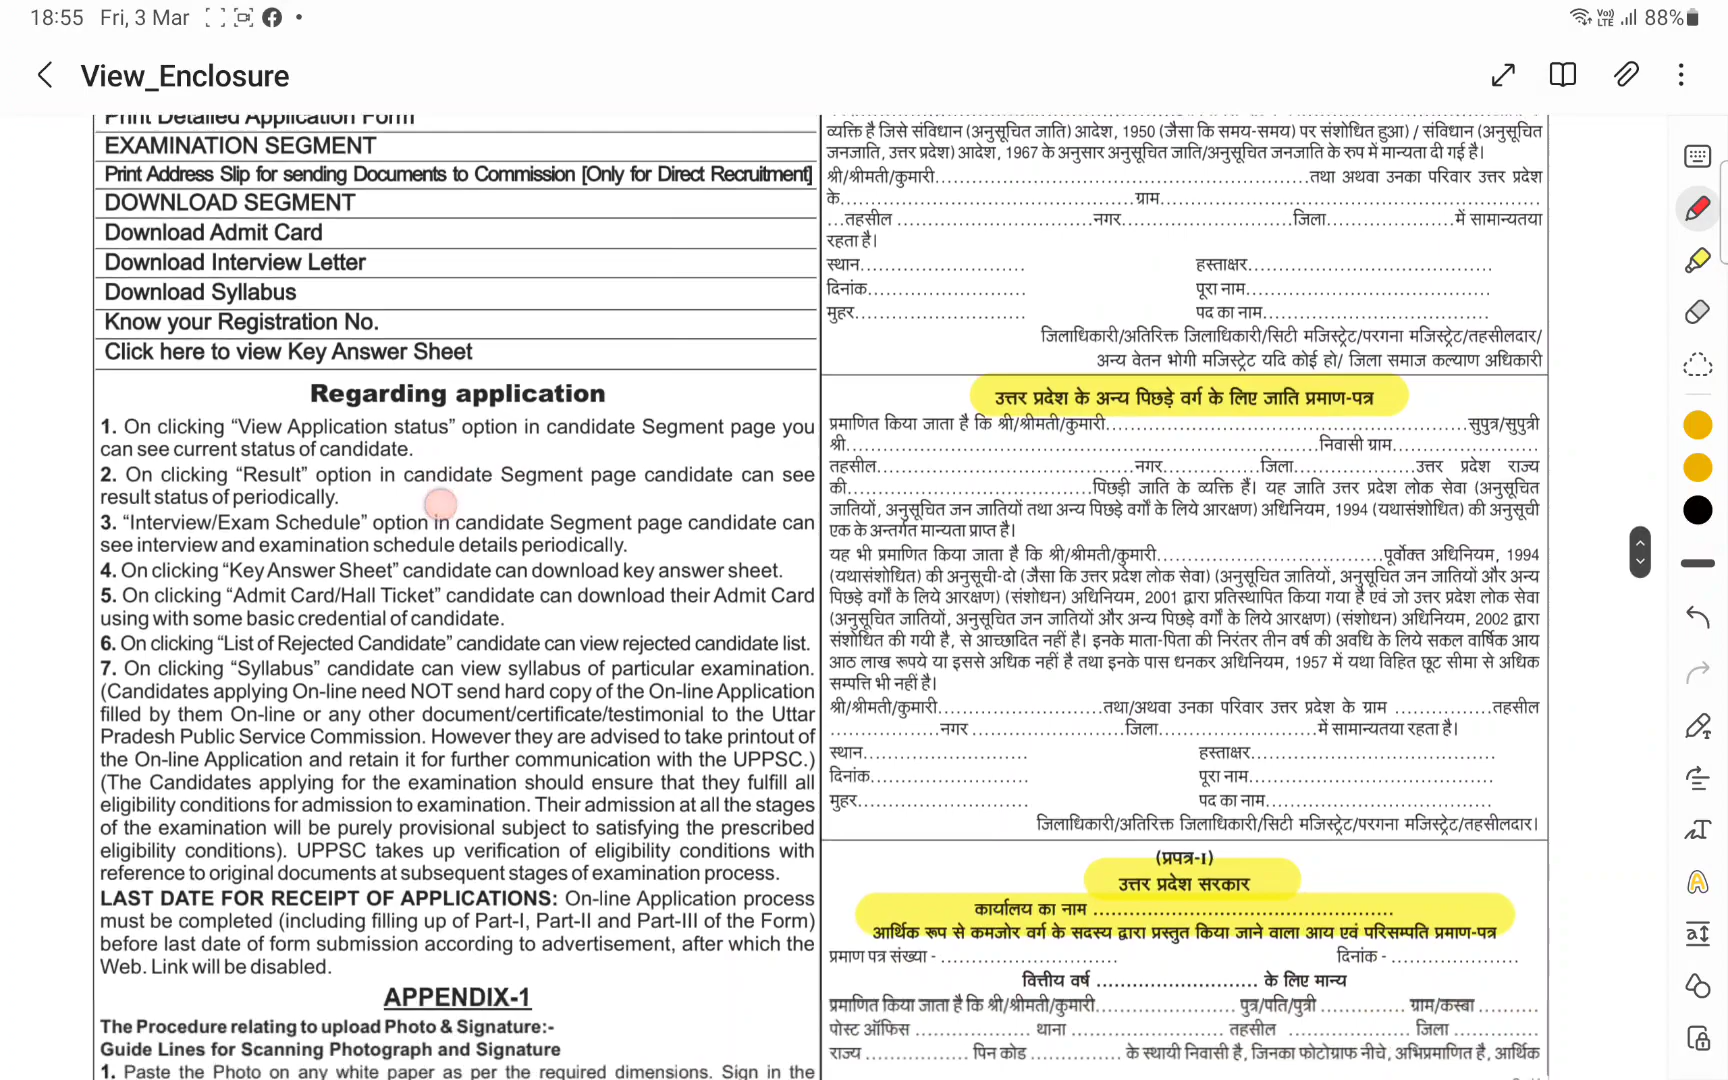 18:55 Fri, 3 Mar
88%
View_Enclosure
Print Detailed Application Form
EXAMINATION SEGMENT
Print Address Slip for sending Documents to Commission [Only for Direct Recruitment]
DOWNLOAD SEGMENT
Download Admit Card
Download Interview Letter
Download Syllabus
Know your Registration No.
Click here to view Key Answer Sheet
Regarding application
1. On clicking “View Application status” option in candidate Segment page you
can see current status of candidate.
2. On clicking “Result” option in candidate Segment page candidate can see
result status of periodically.
3. “Interview/Exam Schedule” option in candidate Segment page candidate can
see interview and examination schedule details periodically.
4. On clicking “Key Answer Sheet” candidate can download key answer sheet.
5. On clicking “Admit Card/Hall Ticket” candidate can download their Admit Card
using with some basic credential of candidate.
6. On clicking “List of Rejected Candidate” candidate can view rejected candidate list.
7. On clicking “Syllabus” candidate can view syllabus of particular examination.
(Candidates applying On-line need NOT send hard copy of the On-line Application
filled by them On-line or any other document/certificate/testimonial to the Uttar
Pradesh Public Service Commission. However they are advised to take printout of
the On-line Application and retain it for further communication with the UPPSC.)
(The Candidates applying for the examination should ensure that they fulfill all
eligibility conditions for admission to examination. Their admission at all the stages
of the examination will be purely provisional subject to satisfying the prescribed
eligibility conditions). UPPSC takes up verification of eligibility conditions with
reference to original documents at subsequent stages of examination process.
LAST DATE FOR RECEIPT OF APPLICATIONS: On-line Application process
must be completed (including filling up of Part-I, Part-II and Part-III of the Form)
before last date of form submission according to advertisement, after which the
Web. Link will be disabled.
APPENDIX-1
The Procedure relating to upload Photo & Signature:-
Guide Lines for Scanning Photograph and Signature
1. Paste the Photo on any white paper as per the required dimensions. Sign in the
व्यक्ति है जिसे संविधान (अनुसूचित जाति) आदेश, 1950 (जैसा कि समय-समय) पर संशोधित हुआ) / संविधान (अनुसूचित
जनजाति, उत्तर प्रदेश) आदेश, 1967 के अनुसार अनुसूचित जाति/अनुसूचित जनजाति के रुप में मान्यता दी गई है।
श्री/श्रीमती/कुमारी..................................................तथा अथवा उनका परिवार उत्तर प्रदेश
के..........................................ग्राम..................................................
...तहसील ............................नगर........................जिला......................में सामान्यतया
रहता है।
स्थान.......................... हस्ताक्षर......................................
दिनांक......................... पूरा नाम......................................
मुहर........................... पद का नाम....................................
जिलाधिकारी/अतिरिक्त जिलाधिकारी/सिटी मजिस्ट्रेट/परगना मजिस्ट्रेट/तहसीलदार/
अन्य वेतन भोगी मजिस्ट्रेट यदि कोई हो/ जिला समाज कल्याण अधिकारी
उत्तर प्रदेश के अन्य पिछड़े वर्ग के लिए जाति प्रमाण-पत्र
प्रमाणित किया जाता है कि श्री/श्रीमती/कुमारी..................................................सुपुत्र/सुपुत्री
श्री..................................................................निवासी ग्राम....................
तहसील....................................नगर.................जिला......................उत्तर प्रदेश राज्य
की..................................पिछड़ी जाति के व्यक्ति हैं। यह जाति उत्तर प्रदेश लोक सेवा (अनुसूचित
जातियों, अनुसूचित जन जातियों तथा अन्य पिछड़े वर्गों के लिये आरक्षण) अधिनियम, 1994 (यथासंशोधित) की अनुसूची
एक के अन्तर्गत मान्यता प्राप्त है।
यह भी प्रमाणित किया जाता है कि श्री/श्रीमती/कुमारी................................पूर्वोक्त अधिनियम, 1994
(यथासंशोधित) की अनुसूची-दो (जैसा कि उत्तर प्रदेश लोक सेवा) (अनुसूचित जातियों, अनुसूचित जन जातियों और अन्य
पिछड़े वर्गों के लिये आरक्षण) (संशोधन) अधिनियम, 2001 द्वारा प्रतिस्थापित किया गया है एवं जो उत्तर प्रदेश लोक सेवा
(अनुसूचित जातियों, अनुसूचित जन जातियों और अन्य पिछड़े वर्गों के लिये आरक्षण) (संशोधन) अधिनियम, 2002 द्वारा
संशोधित की गयी है, से आच्छादित नहीं है। इनके माता-पिता की निरंतर तीन वर्ष की अवधि के लिये सकल वार्षिक आय
आठ लाख रूपये या इससे अधिक नहीं है तथा इनके पास धनकर अधिनियम, 1957 में यथा विहित छूट सीमा से अधिक
सम्पत्ति भी नहीं है।
श्री/श्रीमती/कुमारी........................तथा/अथवा उनका परिवार उत्तर प्रदेश के ग्राम ..............तहसील
...............नगर .......................जिला.......................में सामान्यतया रहता है।
स्थान.......................... हस्ताक्षर......................................
दिनांक......................... पूरा नाम......................................
मुहर........................... पद का नाम....................................
जिलाधिकारी/अतिरिक्त जिलाधिकारी/सिटी मजिस्ट्रेट/परगना मजिस्ट्रेट/तहसीलदार।
(प्रपत्र-I)
उत्तर प्रदेश सरकार
कार्यालय का नाम ..............................................
आर्थिक रूप से कमजोर वर्ग के सदस्य द्वारा प्रस्तुत किया जाने वाला आय एवं परिसम्पति प्रमाण-पत्र
प्रमाण पत्र संख्या - ........................... दिनांक - ....................
वित्तीय वर्ष .......................... के लिए मान्य
प्रमाणित किया जाता है कि श्री/श्रीमती/कुमारी...................... पुत्र/पति/पुत्री ............. ग्राम/कस्बा .........
पोस्ट ऑफिस ................. थाना ..................... तहसील .................. जिला .............
राज्य ................. पिन कोड ................. के स्थायी निवासी है, जिनका फोटोग्राफ नीचे, अभिप्रमाणित है, आर्थिक